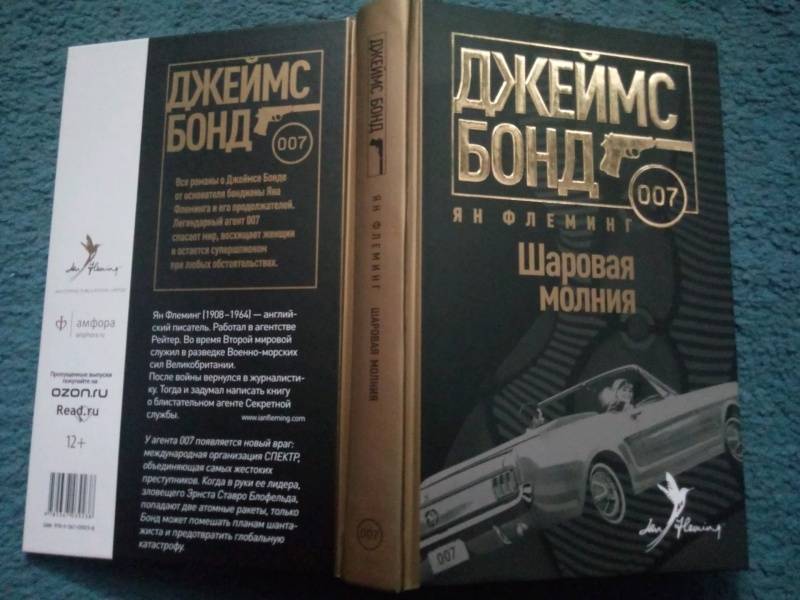 ДЖЕЙМС
БОНД
007
Все романы о Джеймсе Бонде
от основателя бондианы Яна
Флеминга и его продолжателей.
Легендарный агент 007
спасает мир, восхищает женщин
и остается супершпионом
при любых обстоятельствах.
Ян Флеминг (1908–1964) — англий-
ский писатель. Работал в агентстве
Рейтер. Во время Второй мировой
служил в разведке Военно-морских
сил Великобритании.
После войны вернулся в журналисти-
ку. Тогда и задумал написать книгу
о блистательном агенте Секретной
службы.
www.ianfleming.com
У агента 007 появляется новый враг:
международная организация СПЕКТР,
объединяющая самых жестоких
преступников. Когда в руки ее лидера,
зловещего Эрнста Ставро Блофельда,
попадают две атомные ракеты, только
Бонд может помешать планам шанта-
жиста и предотвратить глобальную
катастрофу.
Ian Fleming
амфора
amphora.ru
Пропущенные выпуски
покупайте на
ozon.ru
Read.ru
12+
ДЖЕЙМС БОНД
ЯН ФЛЕМИНГ
ШАРОВАЯ МОЛНИЯ
007
ДЖЕЙМС
БОНД
007
ЯН ФЛЕМИНГ
Шаровая
молния
007
Ian Fleming